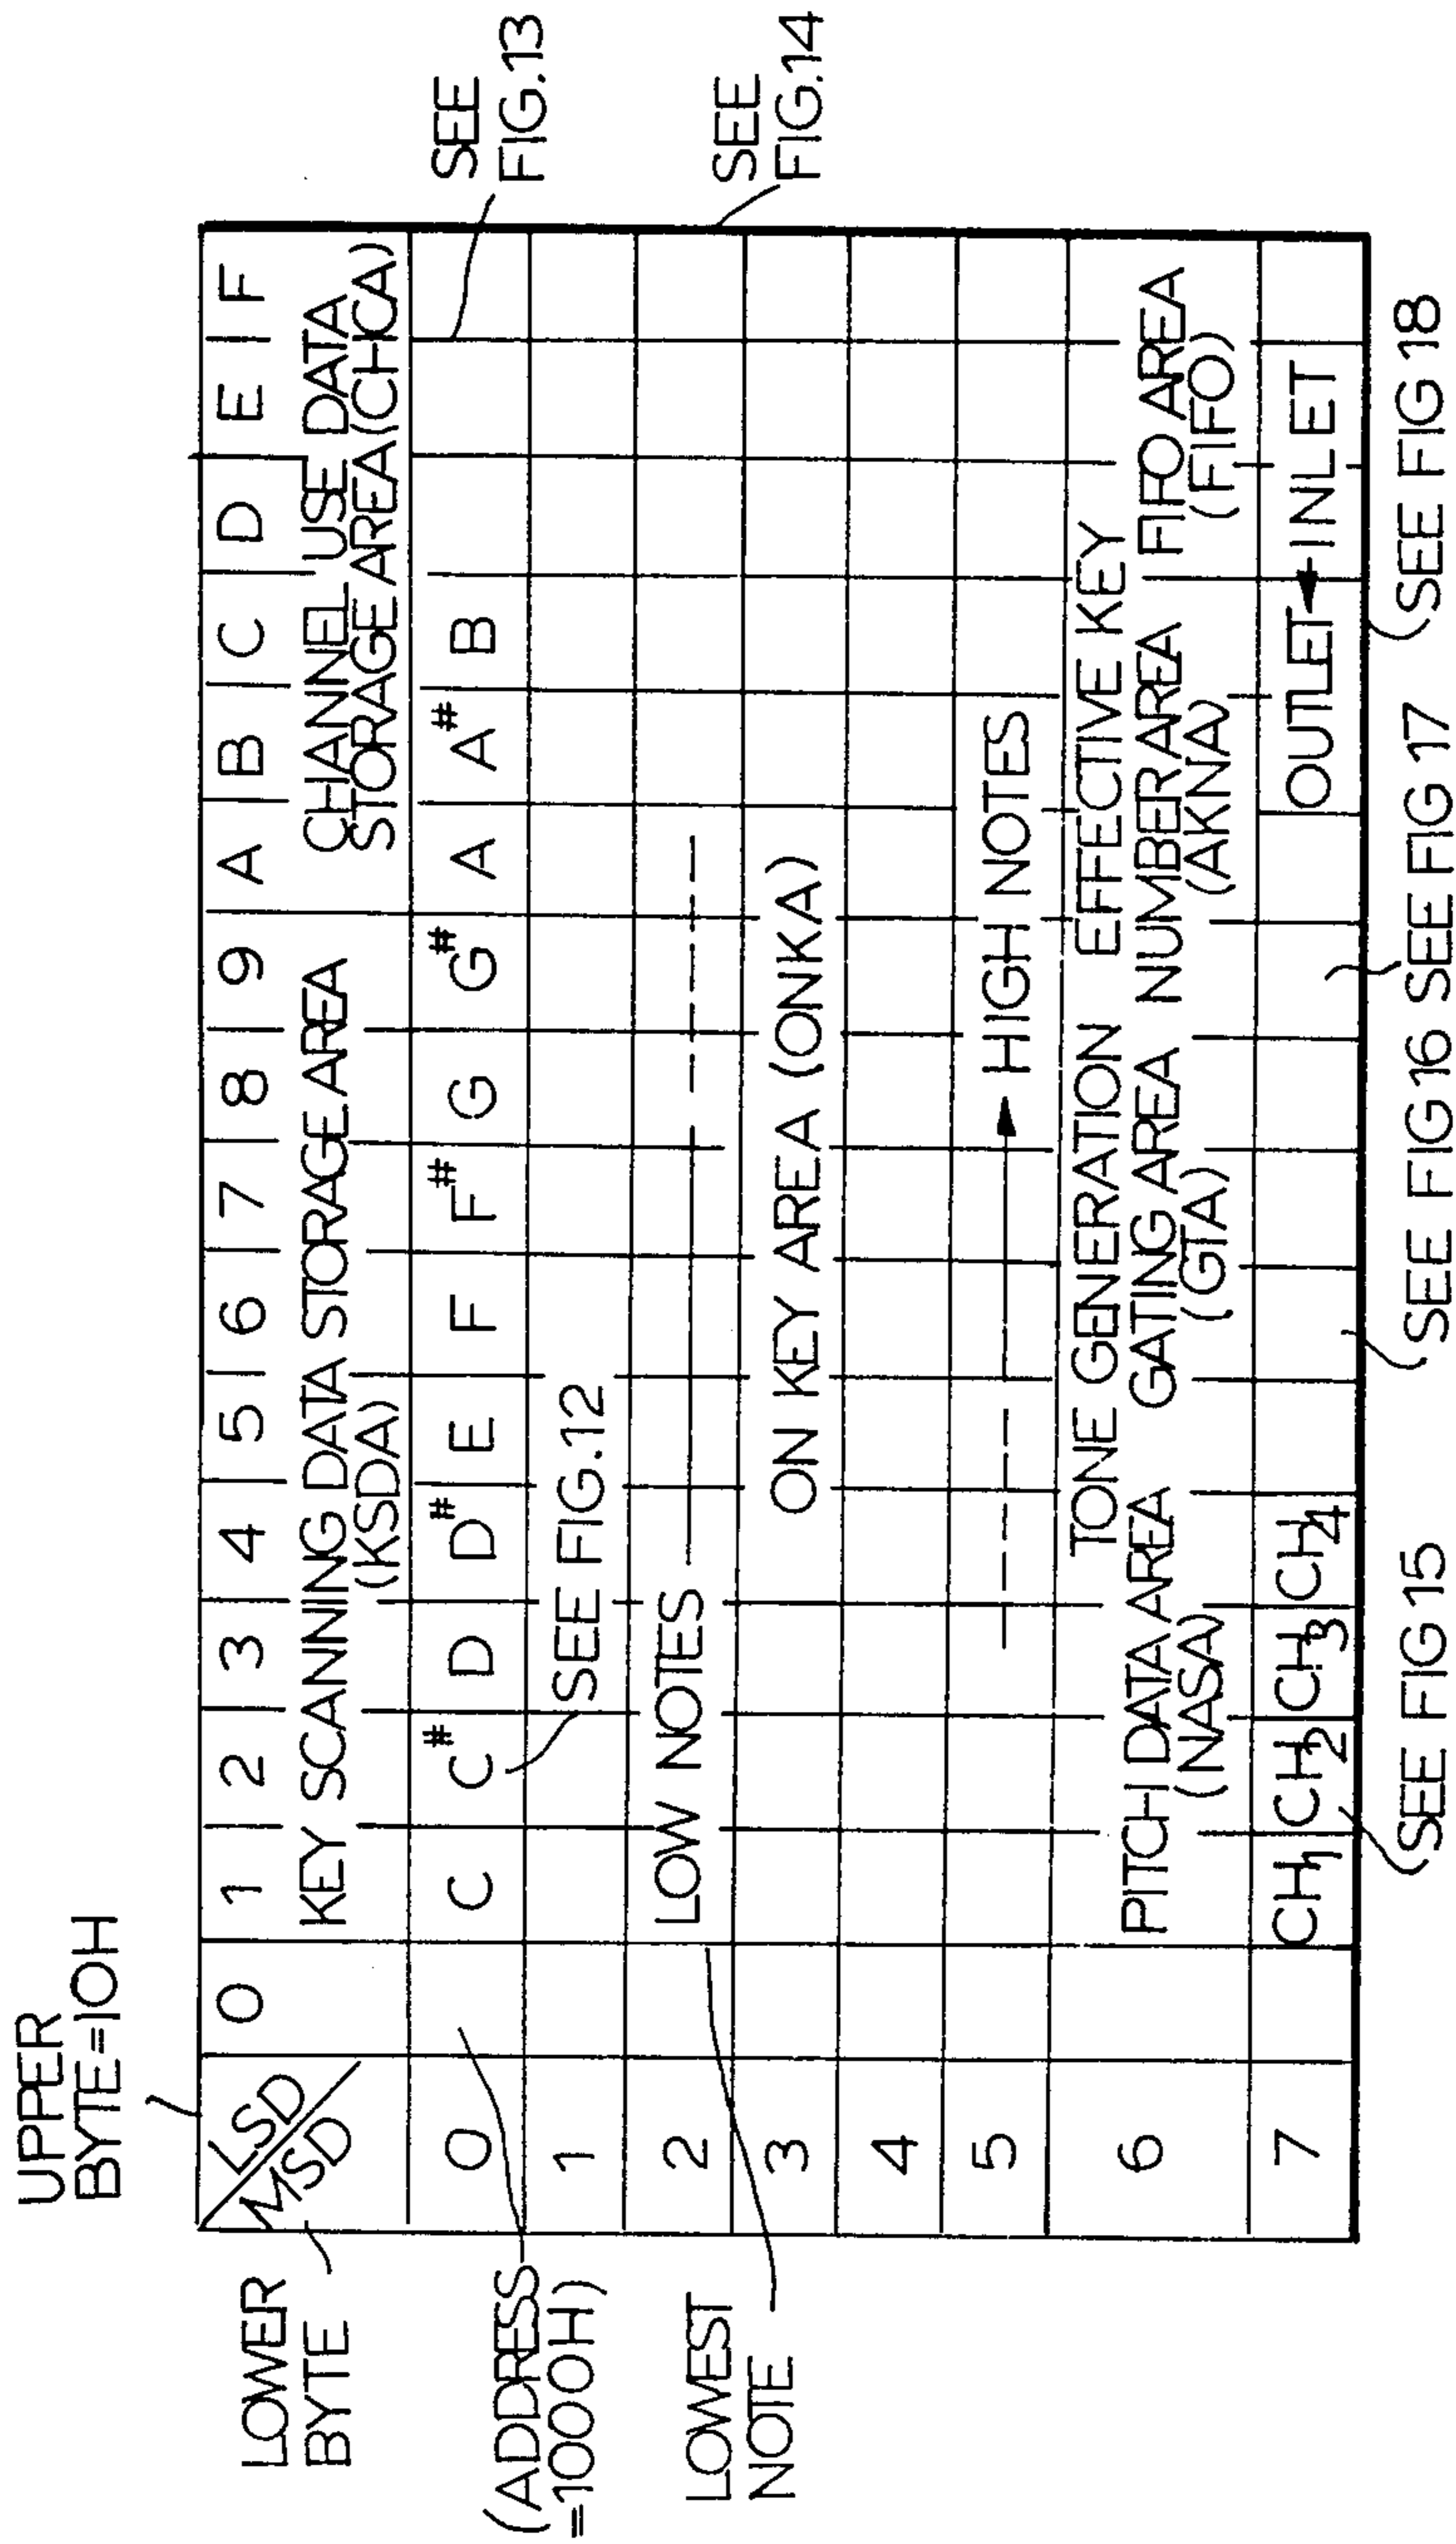 UPPER
BYTE=10H
LOWER
BYTE
LSD
MSD
0 1 2 3 4 5 6 7 8 9 A B C D E F
KEY SCANNING DATA STORAGE AREA
(KSDA)
CHANNEL USE DATA
STORAGE AREA (CHCA)
(ADDRESS
=1000H)
0 C C# D D# E F F# G G# A A# B
SEE
FIG.13
1 SEE FIG.12
LOWEST
NOTE
2 LOW NOTES
SEE
FIG.14
3 ON KEY AREA (ONKA)
4
5 HIGH NOTES
6
PITCH DATA AREA
(NASA)
TONE GENERATION
GATING AREA
(GTA)
EFFECTIVE KEY
NUMBER AREA
(AKNA)
FIFO AREA
(FIFO)
7 CH1 CH2 CH3 CH4 OUTLET INLET
SEE FIG 15
SEE FIG 16
SEE FIG 17
SEE FIG 18